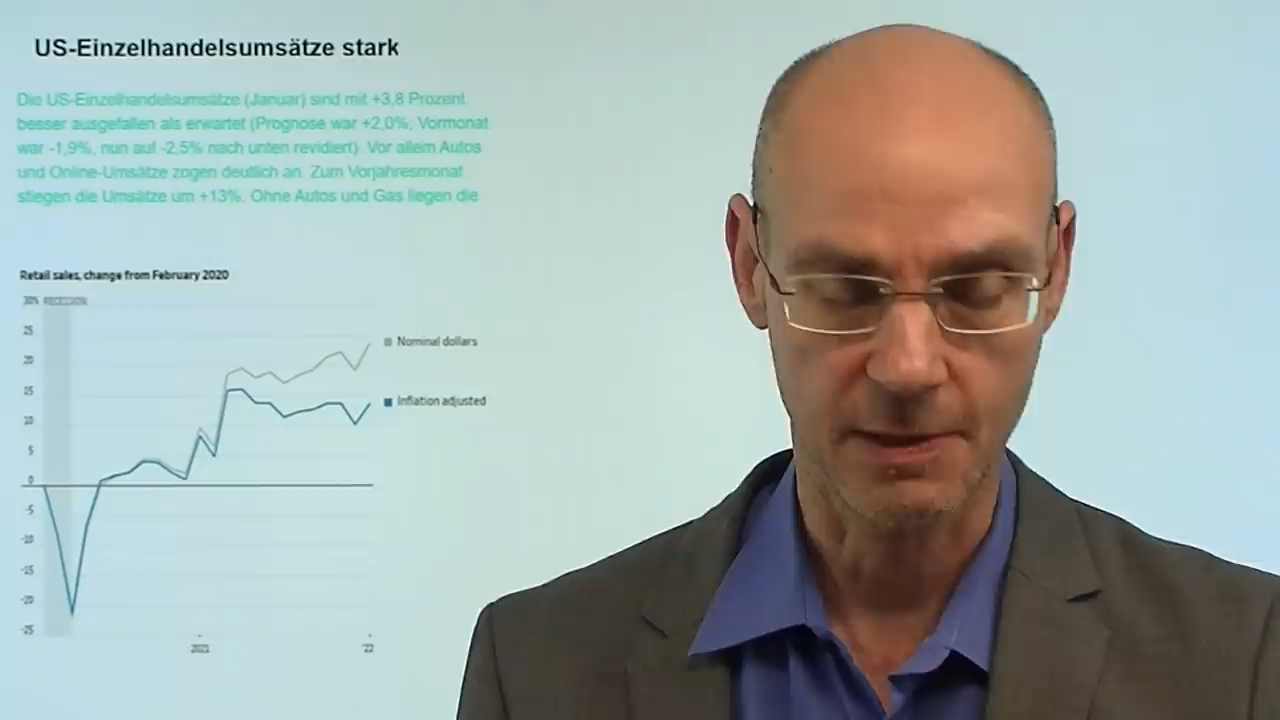 US-Einzelhandelsumsätze stark
Die US-Einzelhandelsumsätze (Januar) sind mit +3,8 Prozent
besser ausgefallen als erwartet (Prognose war +2,0%; Vormonat
war -1,9%, nun auf -2,5% nach unten revidiert). Vor allem Autos
und Online-Umsätze zogen deutlich an. Zum Vorjahresmonat
stiegen die Umsätze um +13%. Ohne Autos und Gas liegen die
Retail sales, change from February 2020
30% RECESSION
25
20
15
10
5
0
-5
-10
-15
-20
-25
Nominal dollars
Inflation adjusted
2021
'22